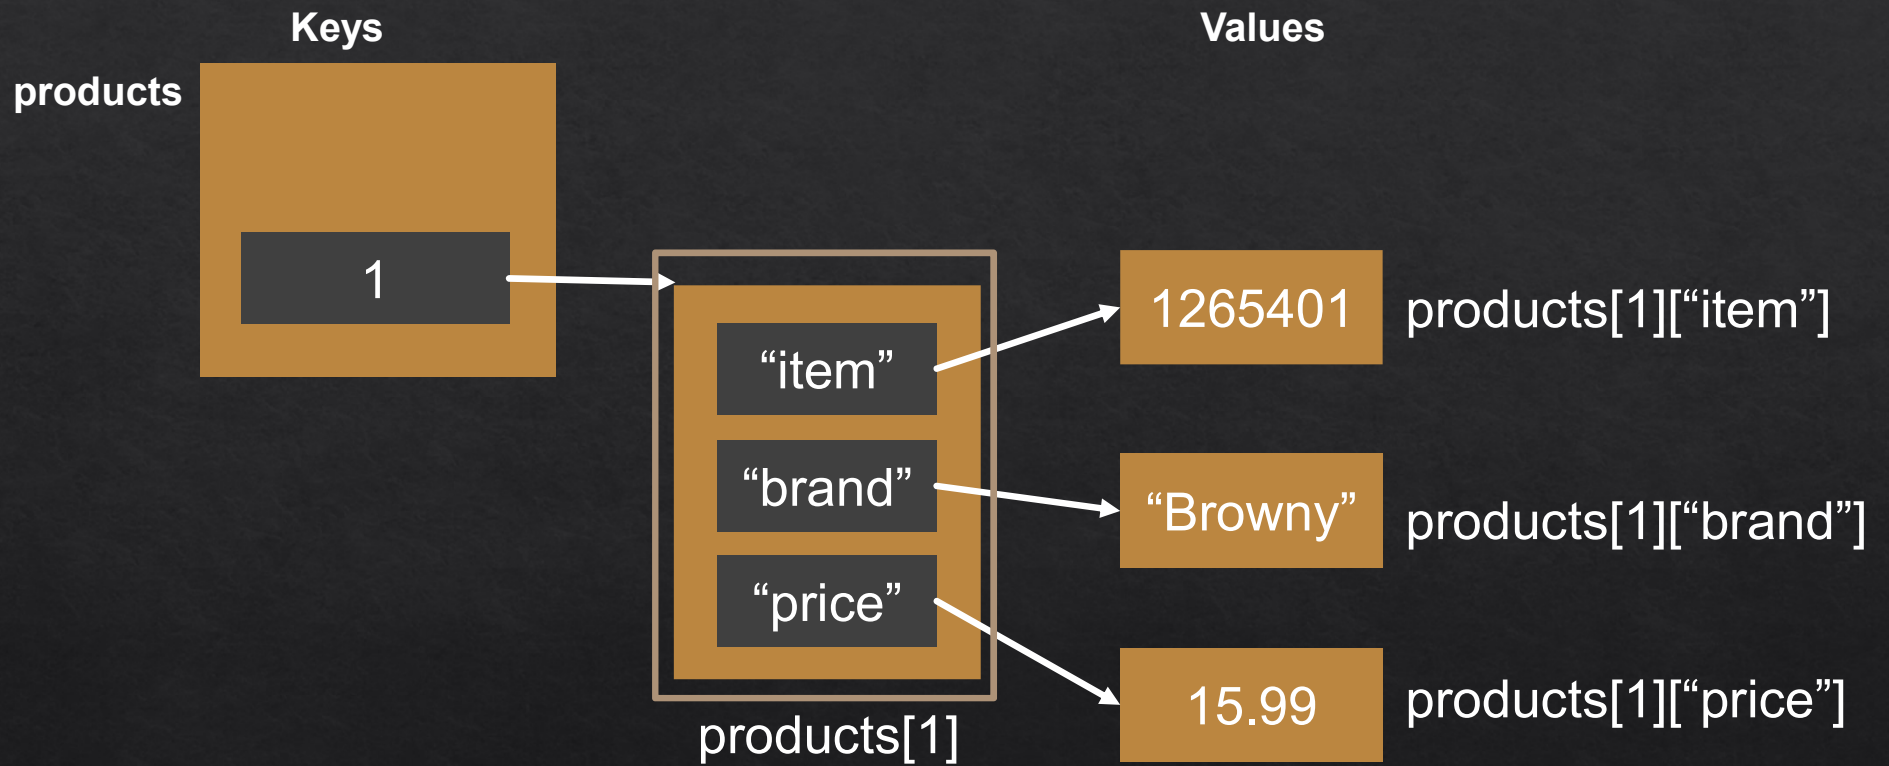 Keys
Values
products
1
“item”
“brand”
“price”
products[1]
1265401
products[1][“item”]
“Browny”
products[1][“brand”]
15.99
products[1][“price”]